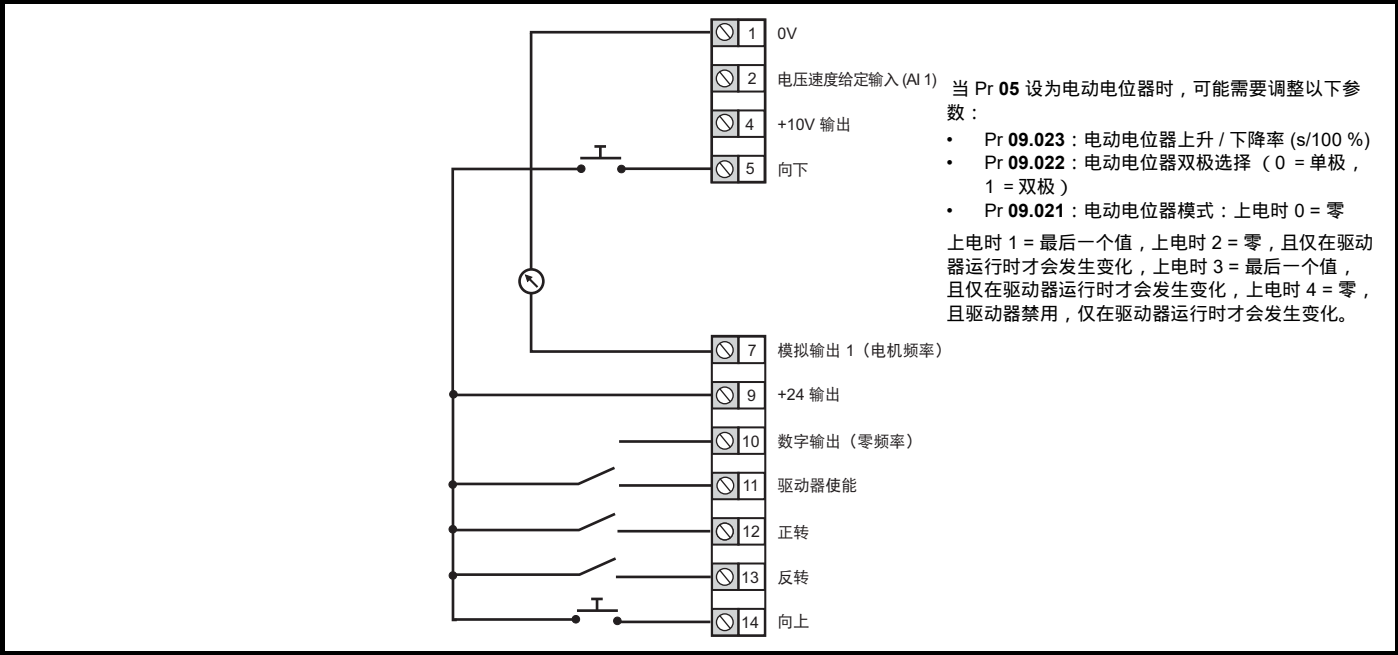 1 0V
2 电压速度给定输入 (AI 1)
4 +10V 输出
5 向下
7 模拟输出 1（电机频率）
9 +24 输出
10 数字输出（零频率）
11 驱动器使能
12 正转
13 反转
14 向上
当 Pr 05 设为电动电位器时，可能需要调整以下参
数：
• Pr 09.023：电动电位器上升 / 下降率 (s/100 %)
• Pr 09.022：电动电位器双极选择 （0 = 单极，
1 = 双极）
• Pr 09.021：电动电位器模式：上电时 0 = 零
上电时 1 = 最后一个值，上电时 2 = 零，且仅在驱动
器运行时才会发生变化，上电时 3 = 最后一个值，
且仅在驱动器运行时才会发生变化，上电时 4 = 零，
且驱动器禁用，仅在驱动器运行时才会发生变化。